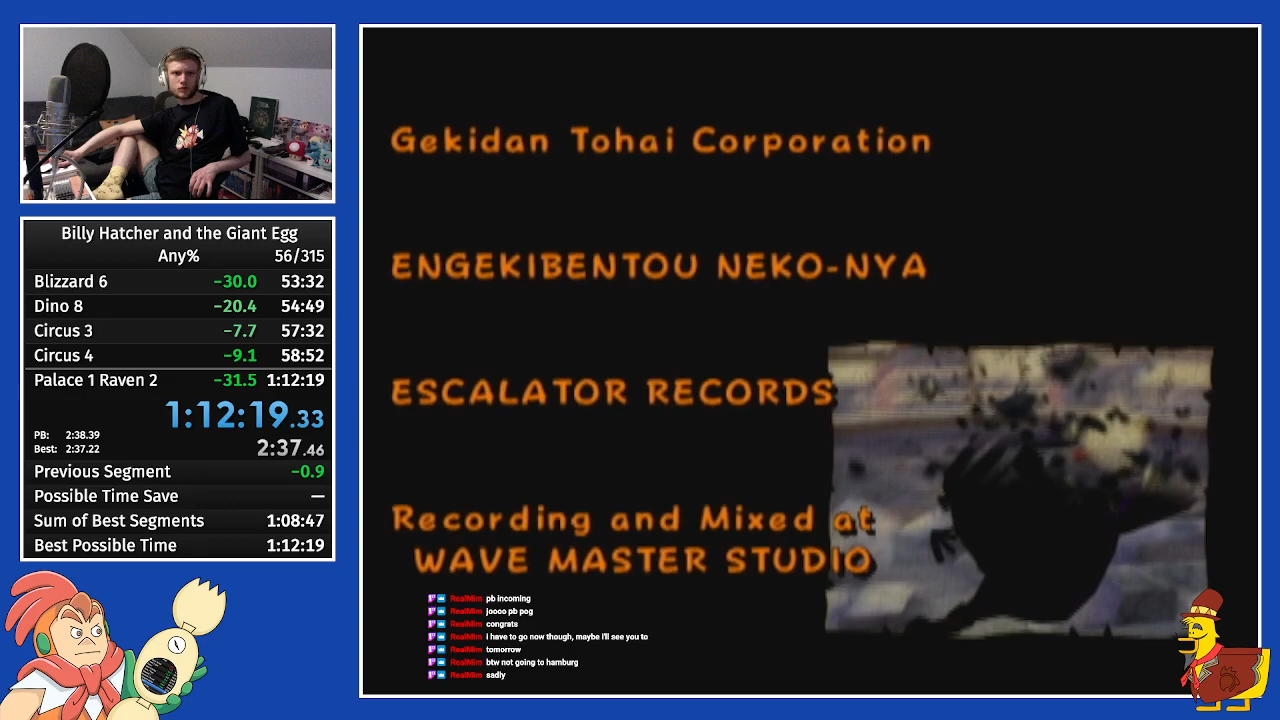 Billy Hatcher and the Giant Egg
Any% 56/315
Blizzard 6 -30.0 53:32
Dino 8 -20.4 54:49
Circus 3 -7.7 57:32
Circus 4 -9.1 58:52
Palace 1 Raven 2 -31.5 1:12:19
1:12:19.33
PB: 2:38.39
Best: 2:37.22
2:37.46
Previous Segment -0.9
Possible Time Save —
Sum of Best Segments 1:08:47
Best Possible Time 1:12:19
Gekidan Tohai Corporation
ENGEKIBENTOU NEKO-NYA
ESCALATOR RECORDS
Recording and Mixed at
WAVE MASTER STUDIO
RealMim pb incoming
RealMim joooo pb pog
RealMim congrats
RealMim i have to go now though, maybe I'll see you to
RealMim tomorrow
RealMim btw not going to hamburg
RealMim sadly